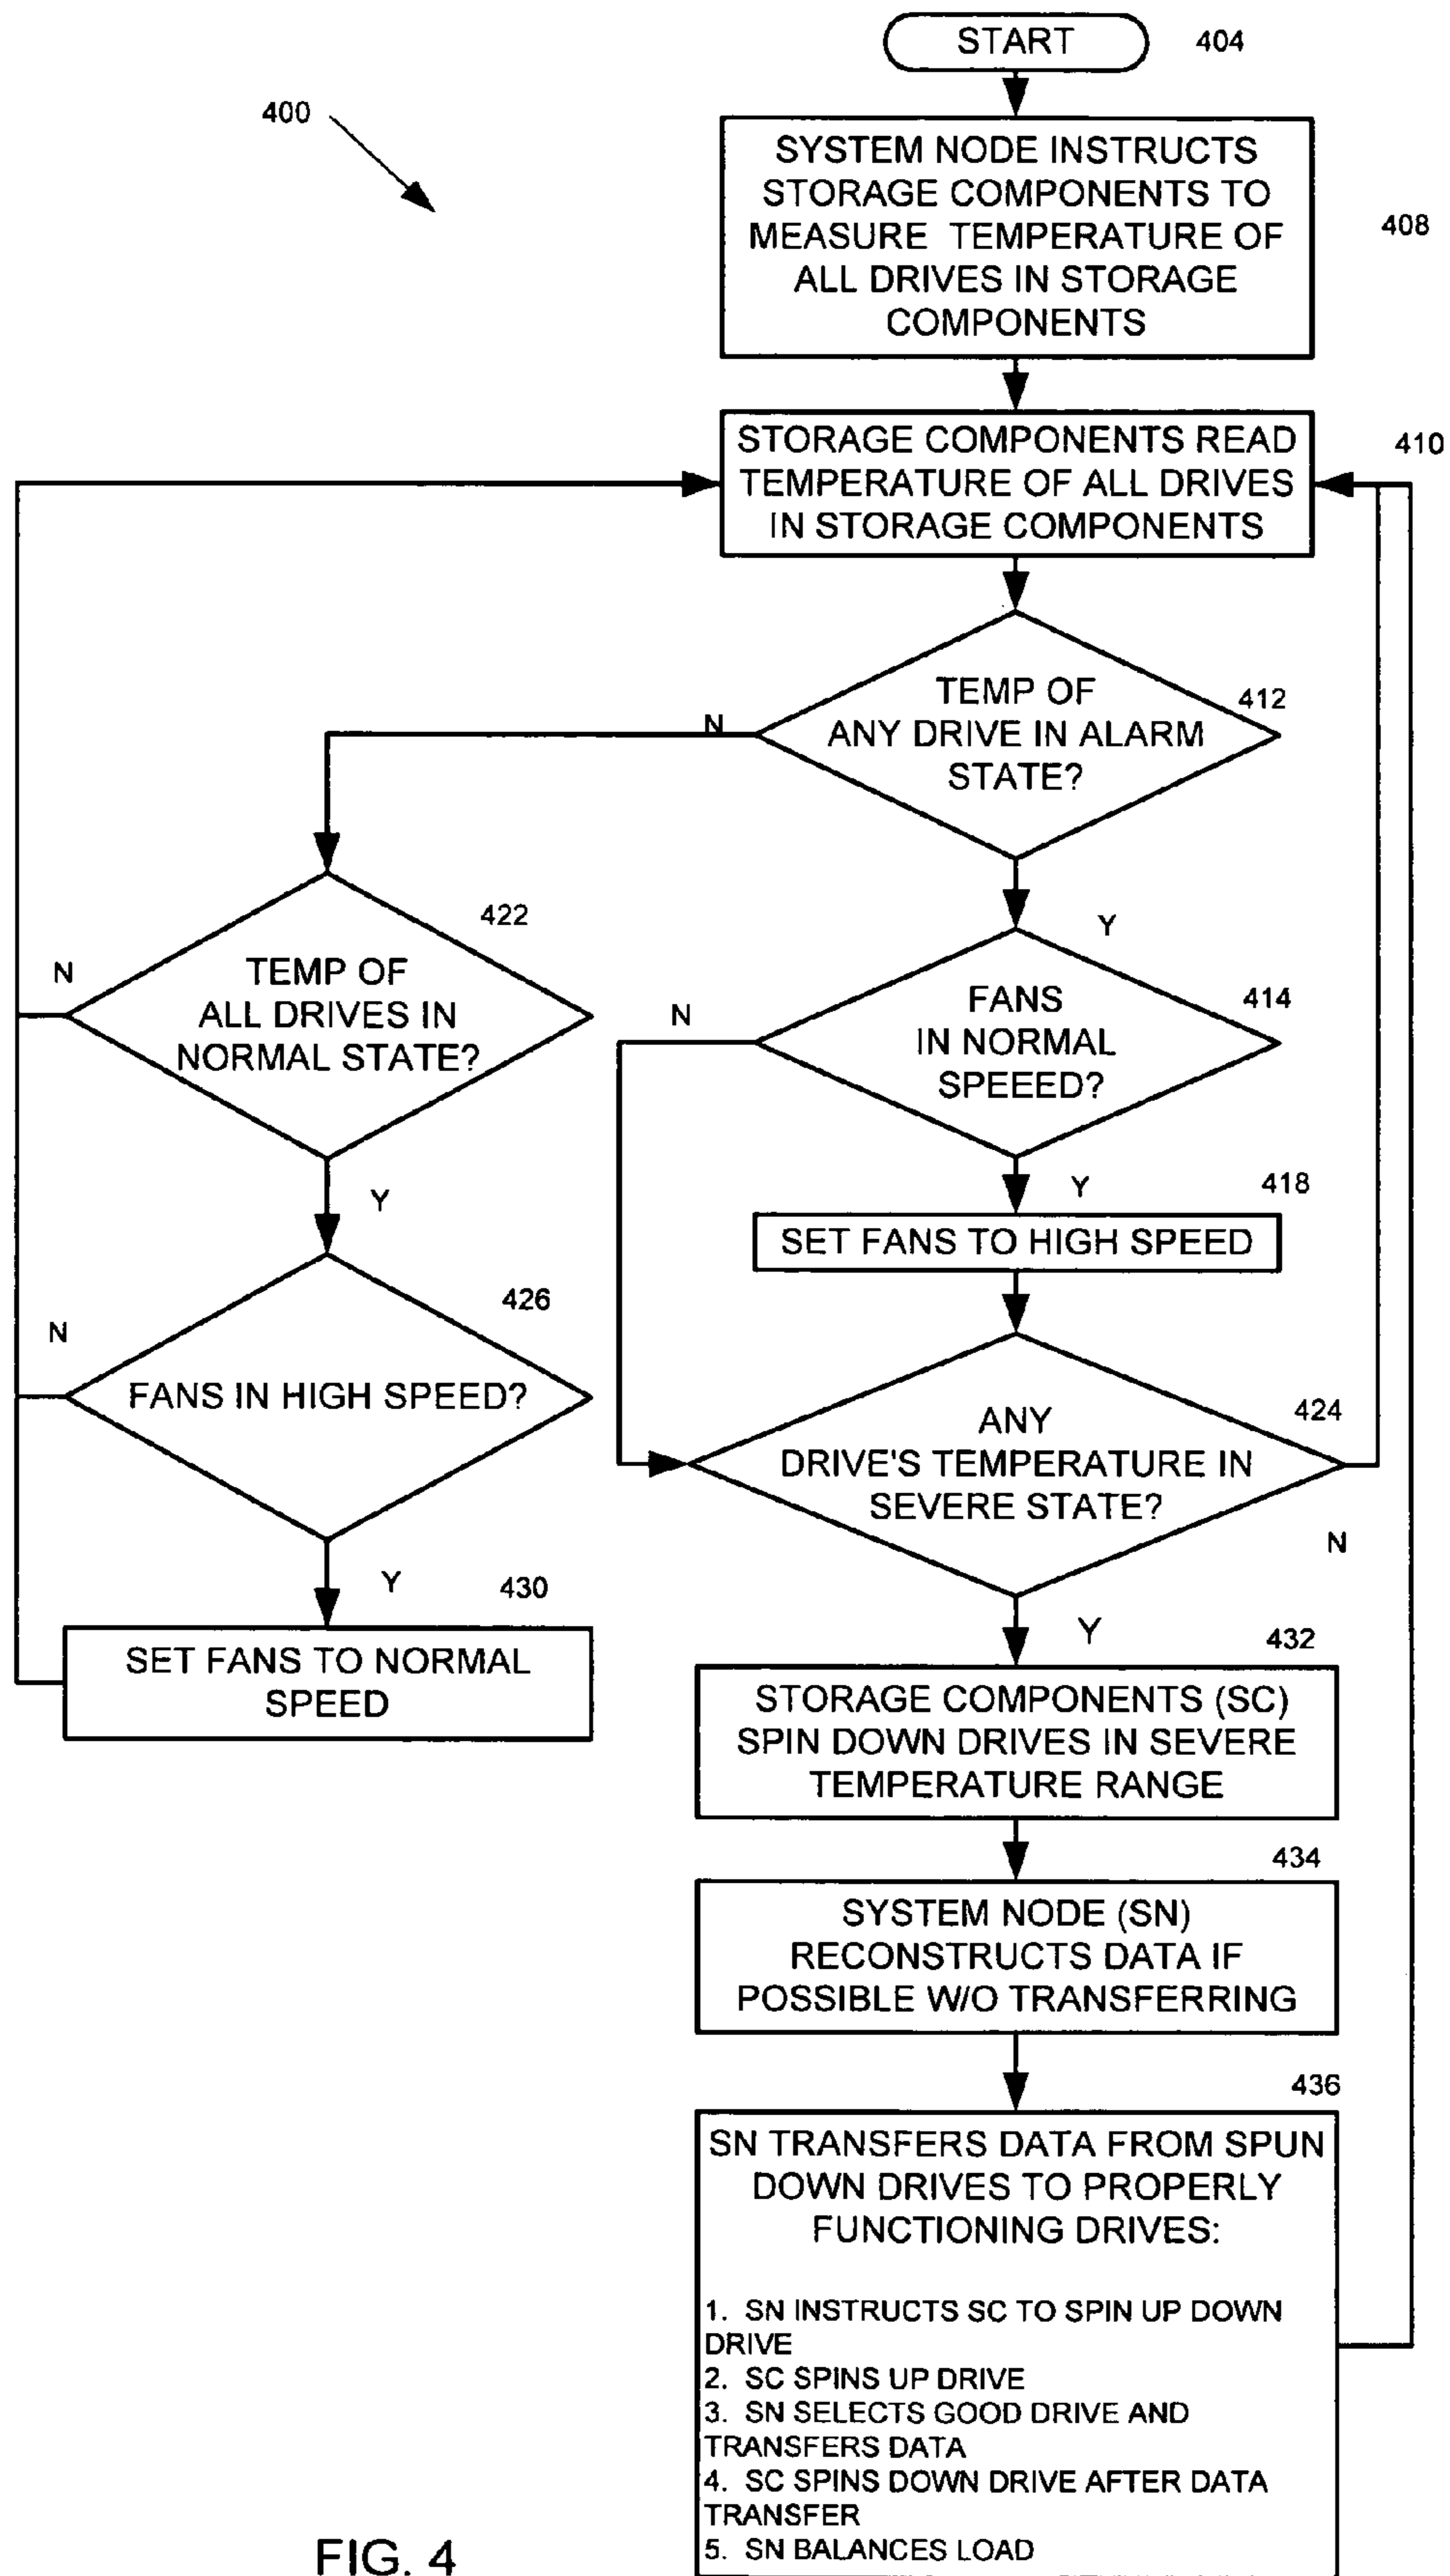 START
404
400
SYSTEM NODE INSTRUCTS
STORAGE COMPONENTS TO
MEASURE TEMPERATURE OF
ALL DRIVES IN STORAGE
COMPONENTS
408
STORAGE COMPONENTS READ
TEMPERATURE OF ALL DRIVES
IN STORAGE COMPONENTS
410
TEMP OF
ANY DRIVE IN ALARM
STATE?
412
N
Y
422
TEMP OF
ALL DRIVES IN
NORMAL STATE?
N
Y
FANS
IN NORMAL
SPEEED?
414
N
Y
418
SET FANS TO HIGH SPEED
426
FANS IN HIGH SPEED?
N
Y
ANY
DRIVE'S TEMPERATURE IN
SEVERE STATE?
424
N
Y
430
SET FANS TO NORMAL
SPEED
432
STORAGE COMPONENTS (SC)
SPIN DOWN DRIVES IN SEVERE
TEMPERATURE RANGE
434
SYSTEM NODE (SN)
RECONSTRUCTS DATA IF
POSSIBLE W/O TRANSFERRING
436
SN TRANSFERS DATA FROM SPUN
DOWN DRIVES TO PROPERLY
FUNCTIONING DRIVES:
1. SN INSTRUCTS SC TO SPIN UP DOWN
DRIVE
2. SC SPINS UP DRIVE
3. SN SELECTS GOOD DRIVE AND
TRANSFERS DATA
4. SC SPINS DOWN DRIVE AFTER DATA
TRANSFER
5. SN BALANCES LOAD
FIG. 4